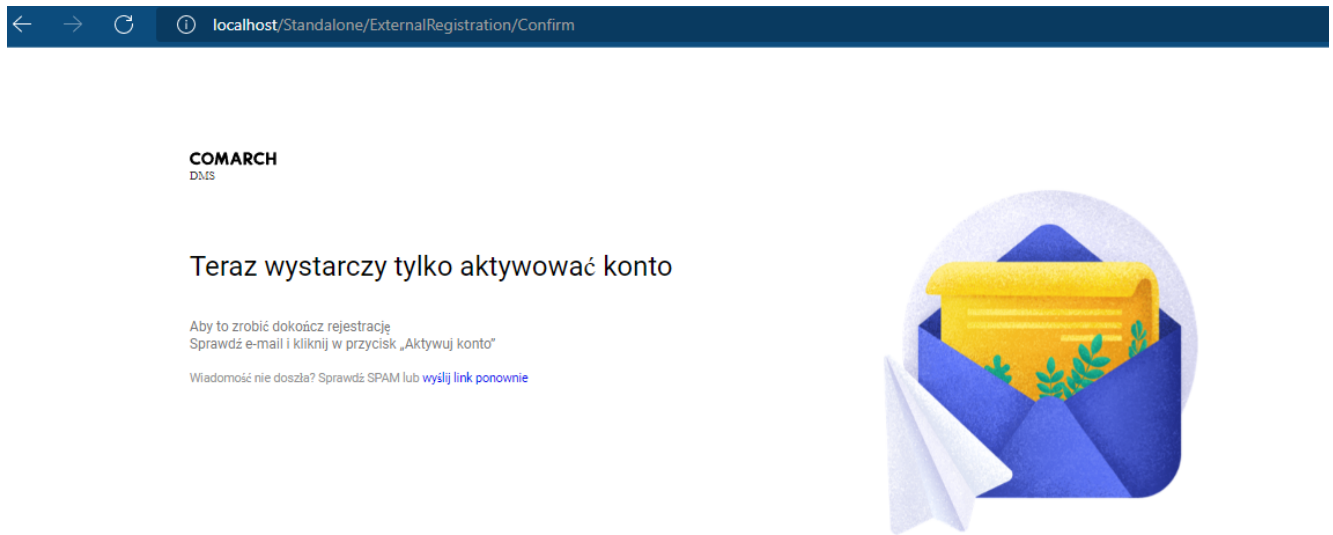 localhost/Standalone/ExternalRegistration/Confirm
COMARCH
DMS
Teraz wystarczy tylko aktywować konto
Aby to zrobić dokończ rejestrację
Sprawdź e-mail i kliknij w przycisk „Aktywuj konto”
Wiadomość nie doszła? Sprawdź SPAM lub wyślij link ponownie